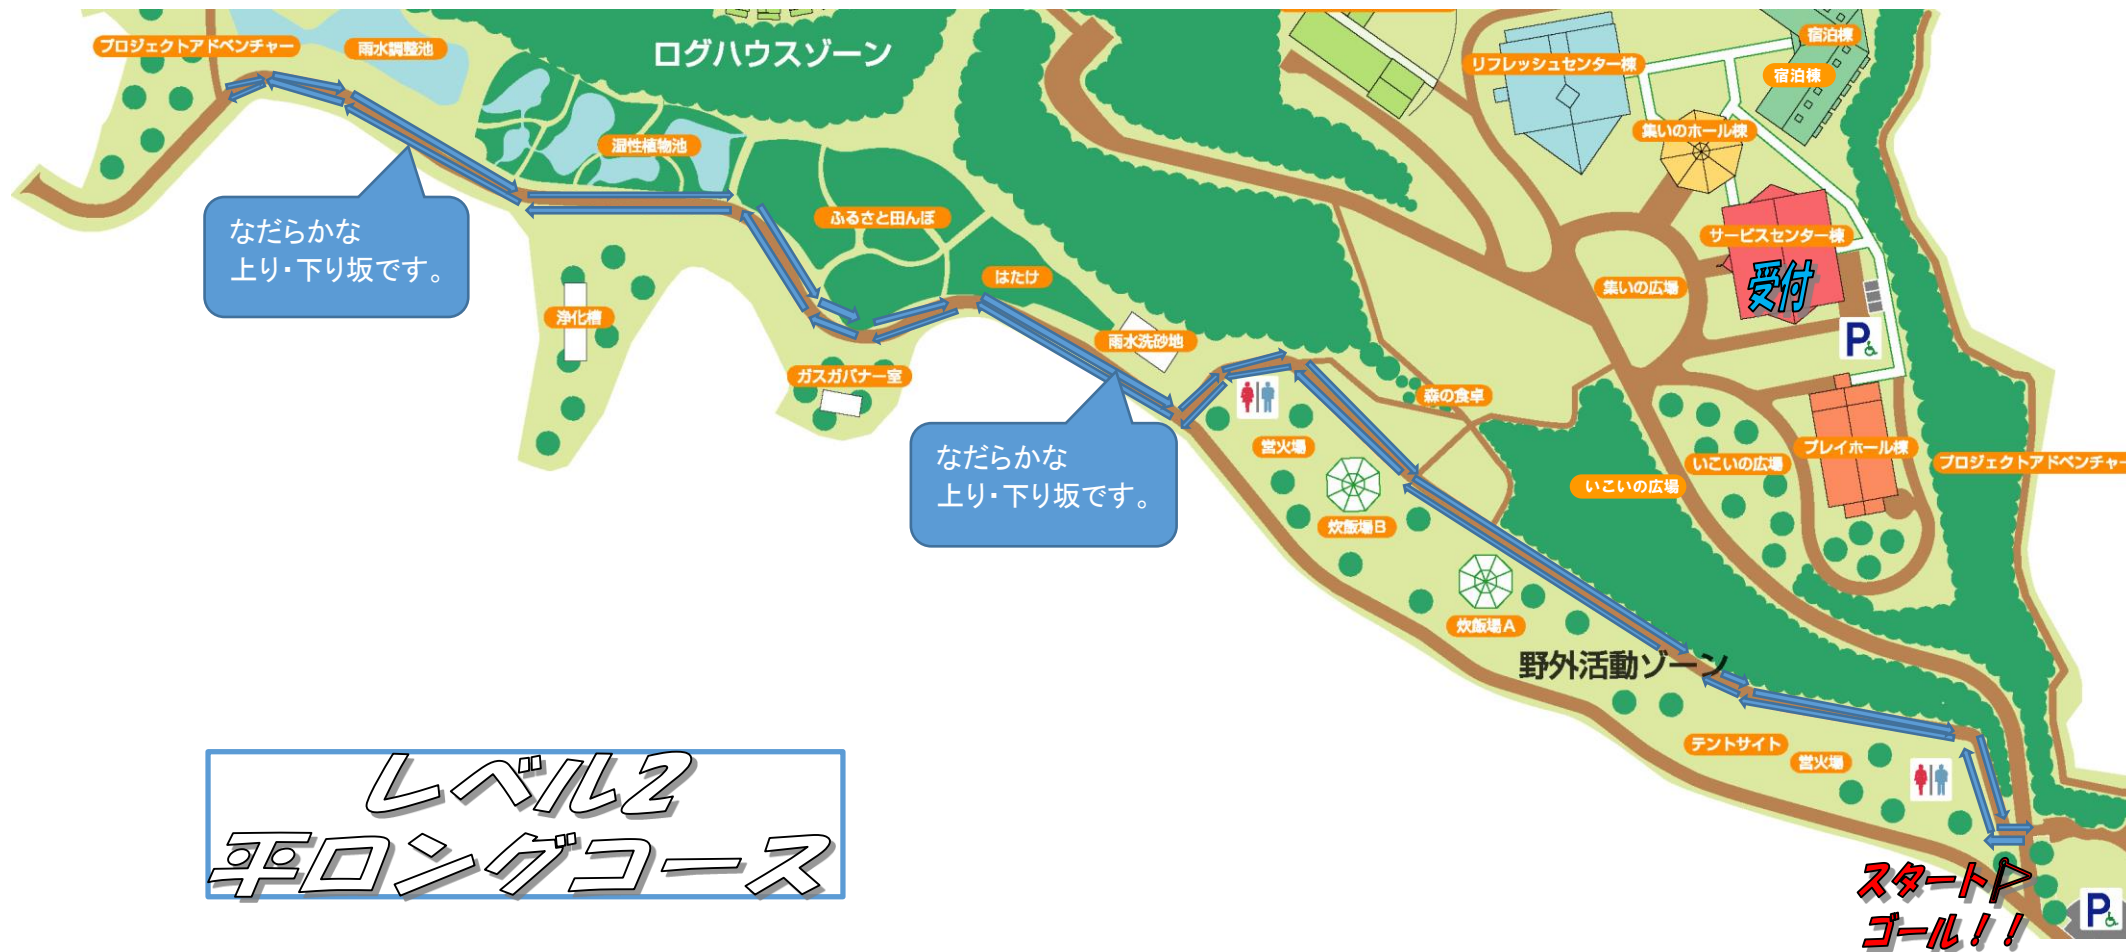 プロジェクトアドベンチャー
雨水調整池
ログハウスゾーン
リフレッシュセンター棟
宿泊棟
宿泊棟
集いのホール棟
湿性植物池
ふるさと田んぼ
はたけ
サービスセンター棟
受付
集いの広場
なだらかな
上り・下り坂です。
浄化槽
雨水洗砂地
P
ガスガバナー室
森の食卓
なだらかな
上り・下り坂です。
営火場
いこいの広場
いこいの広場
プレイホール棟
プロジェクトアドベンチャー
炊飯場B
炊飯場A
野外活動ゾーン
テントサイト
営火場
レベル2
平ロングコース
スタート
ゴール！！
P